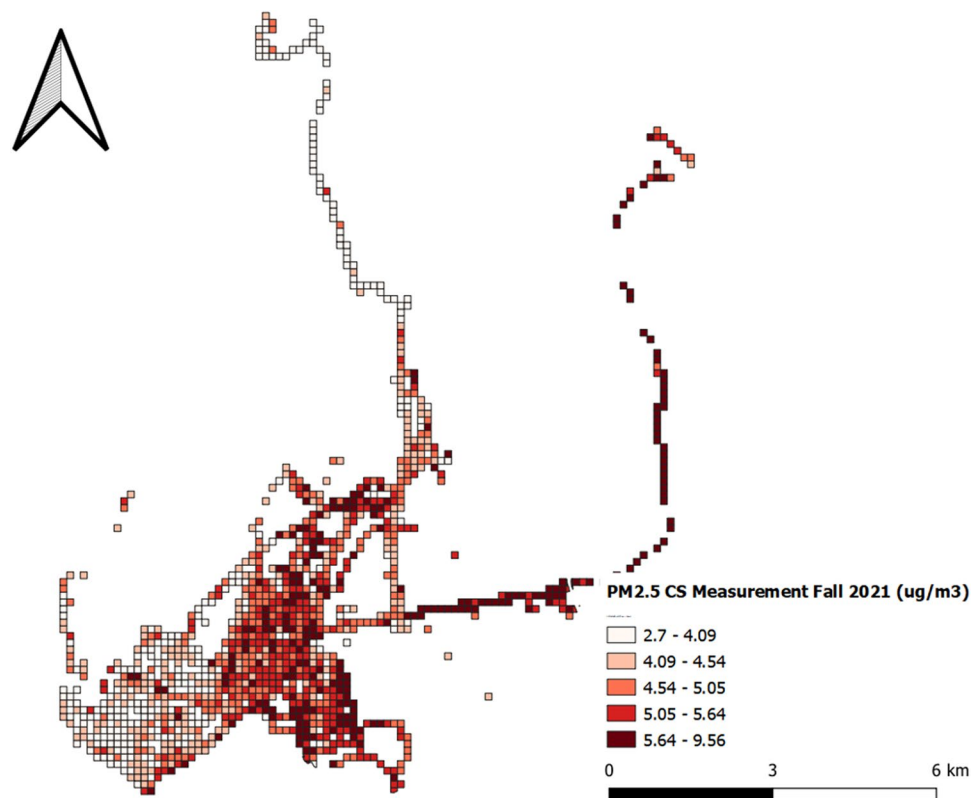 PM2.5 CS Measurement Fall 2021 (ug/m3)
2.7 - 4.09
4.09 - 4.54
4.54 - 5.05
5.05 - 5.64
5.64 - 9.56
0 3 6 km